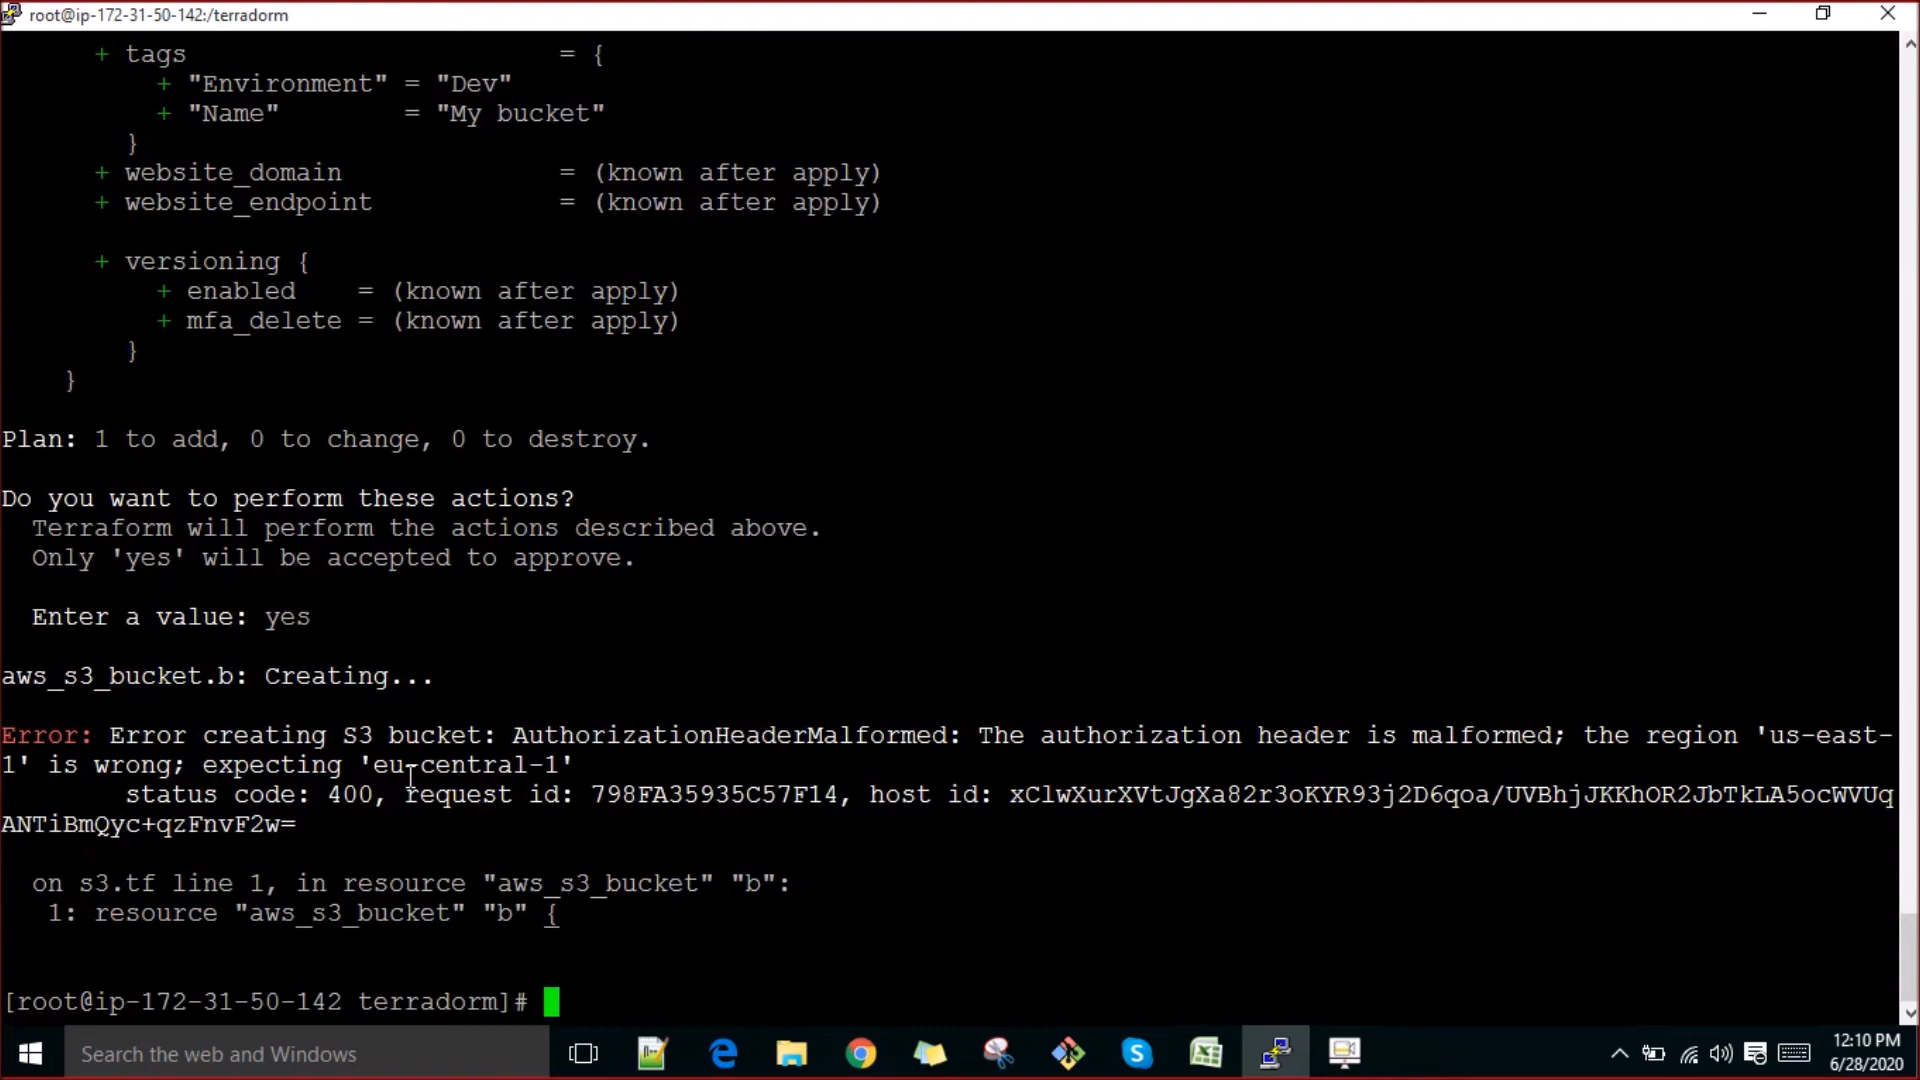 root@ip-172-31-50-142:/terradorm
+ tags = {
+ "Environment" = "Dev"
+ "Name" = "My bucket"
}
+ website_domain = (known after apply)
+ website_endpoint = (known after apply)
+ versioning {
+ enabled = (known after apply)
+ mfa_delete = (known after apply)
}
}
Plan: 1 to add, 0 to change, 0 to destroy.
Do you want to perform these actions?
Terraform will perform the actions described above.
Only 'yes' will be accepted to approve.
Enter a value: yes
aws_s3_bucket.b: Creating...
Error: Error creating S3 bucket: AuthorizationHeaderMalformed: The authorization header is malformed; the region 'us-east-
1' is wrong; expecting 'eu-central-1'
status code: 400, request id: 798FA35935C57F14, host id: xClwXurXVtJgXa82r3oKYR93j2D6qoa/UVBhjJKKhOR2JbTkLA5ocWVUq
ANTiBmQyc+qzFnvF2w=
on s3.tf line 1, in resource "aws_s3_bucket" "b":
1: resource "aws_s3_bucket" "b" {
[root@ip-172-31-50-142 terradorm]#
Search the web and Windows
12:10 PM
6/28/2020